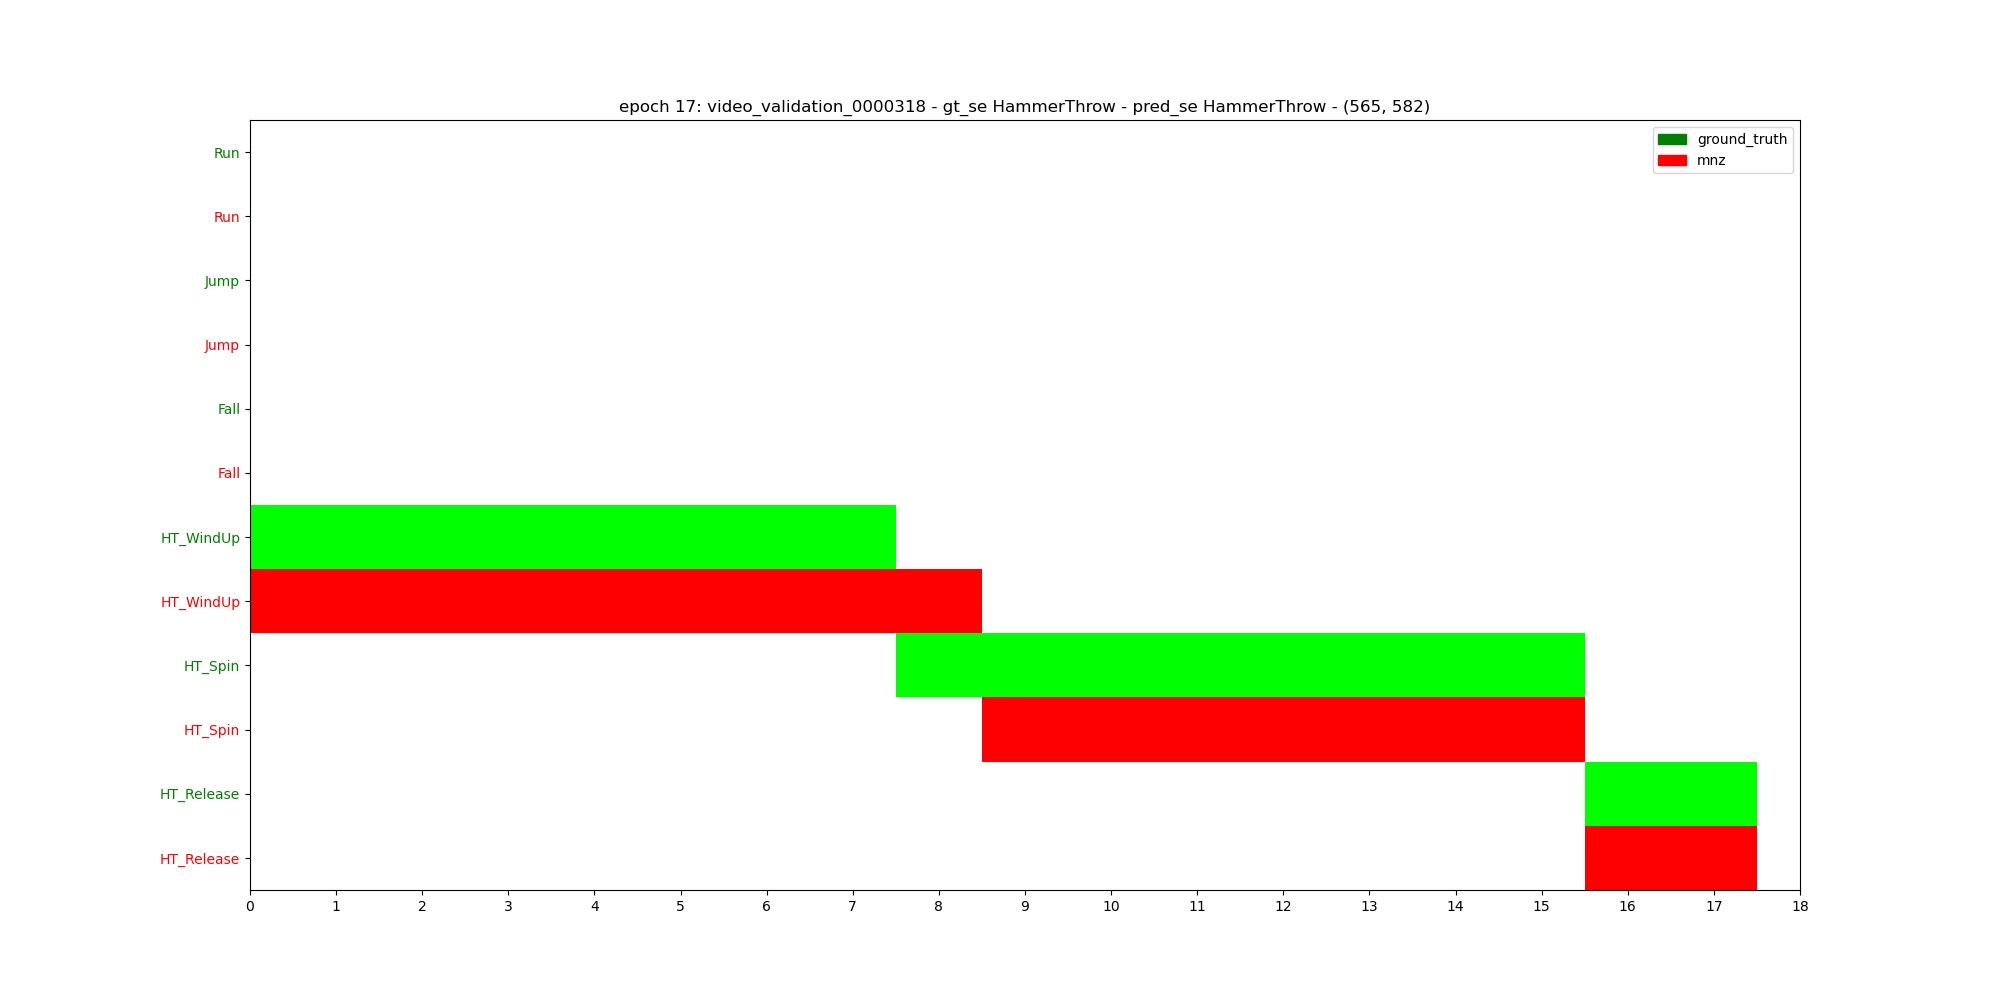 epoch 17: video_validation_0000318 - gt_se HammerThrow - pred_se HammerThrow - (565, 582)
ground_truth
mnz
Run
Run
Jump
Jump
Fall
Fall
HT_WindUp
HT_WindUp
HT_Spin
HT_Spin
HT_Release
HT_Release
0 1 2 3 4 5 6 7 8 9 10 11 12 13 14 15 16 17 18